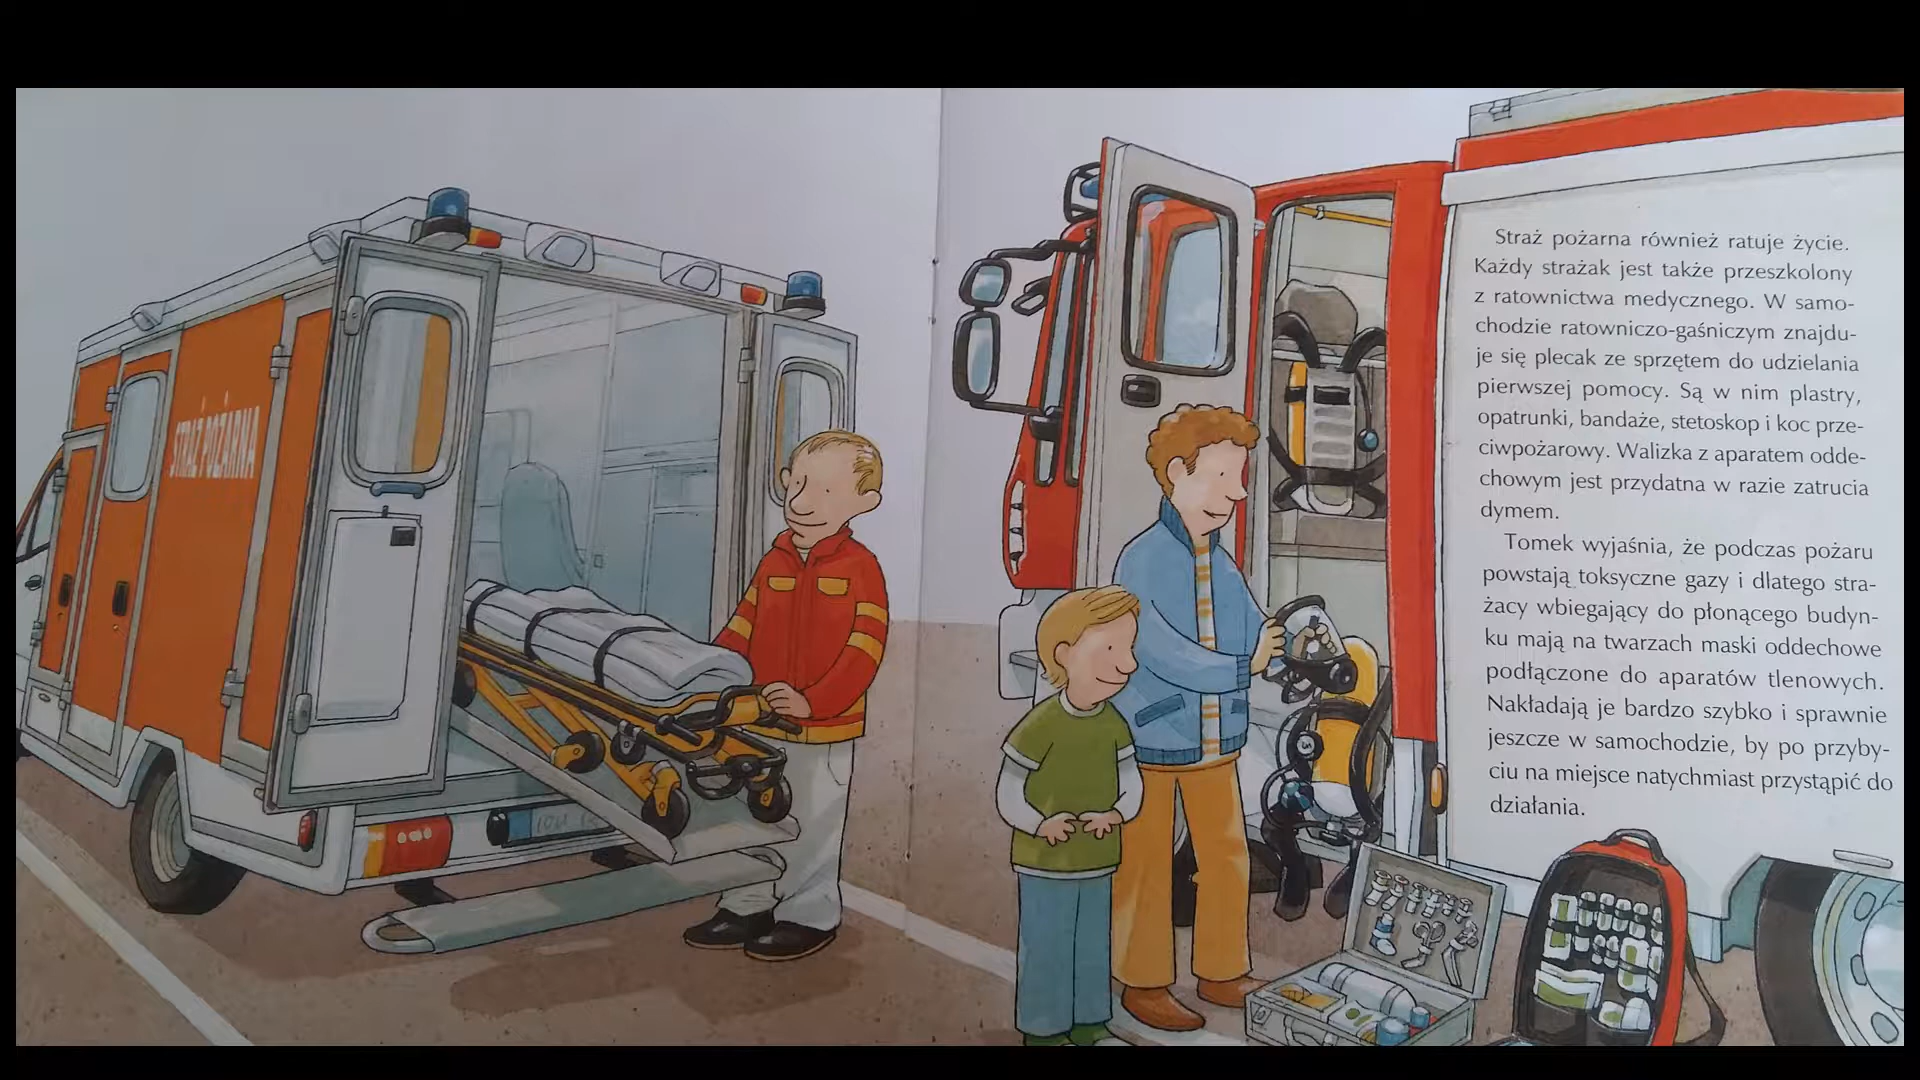 STRAŻ POŻARNA
Straż pożarna również ratuje życie.
Każdy strażak jest także przeszkolony
z ratownictwa medycznego. W samo-
chodzie ratowniczo-gaśniczym znajdu-
je się plecak ze sprzętem do udzielania
pierwszej pomocy. Są w nim plastry,
opatrunki, bandaże, stetoskop i koc prze-
ciwpożarowy. Walizka z aparatem odde-
chowym jest przydatna w razie zatrucia
dymem.
Tomek wyjaśnia, że podczas pożaru
powstają toksyczne gazy i dlatego stra-
żacy wbiegający do płonącego budyn-
ku mają na twarzach maski oddechowe
podłączone do aparatów tlenowych.
Nakładają je bardzo szybko i sprawnie
jeszcze w samochodzie, by po przyby-
ciu na miejsce natychmiast przystąpić do
działania.